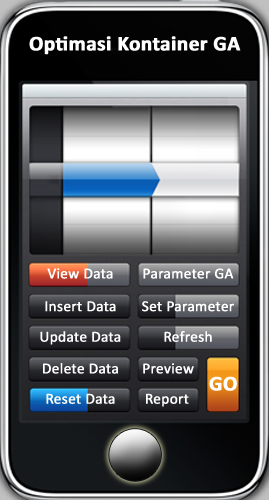 Optimasi Kontainer GA
View Data
Parameter GA
Insert Data
Set Parameter
Update Data
Refresh
Delete Data
Preview
GO
Reset Data
Report